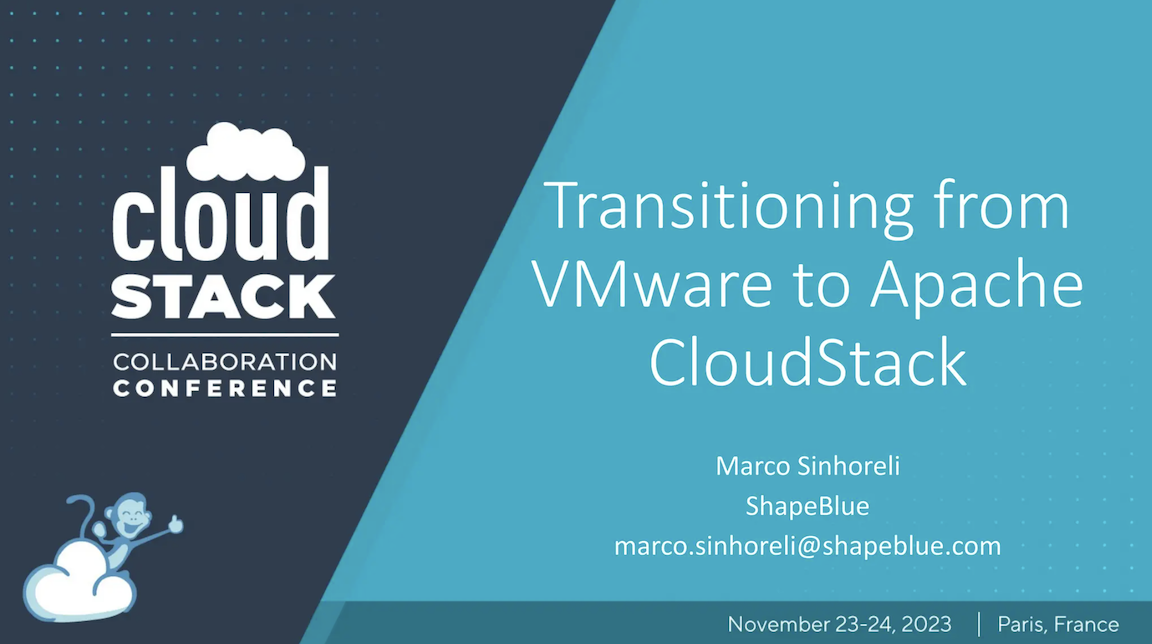 cloud
STACK
COLLABORATION
CONFERENCE
Transitioning from
VMware to Apache
CloudStack
Marco Sinhoreli
ShapeBlue
marco.sinhoreli@shapeblue.com
November 23-24, 2023 | Paris, France